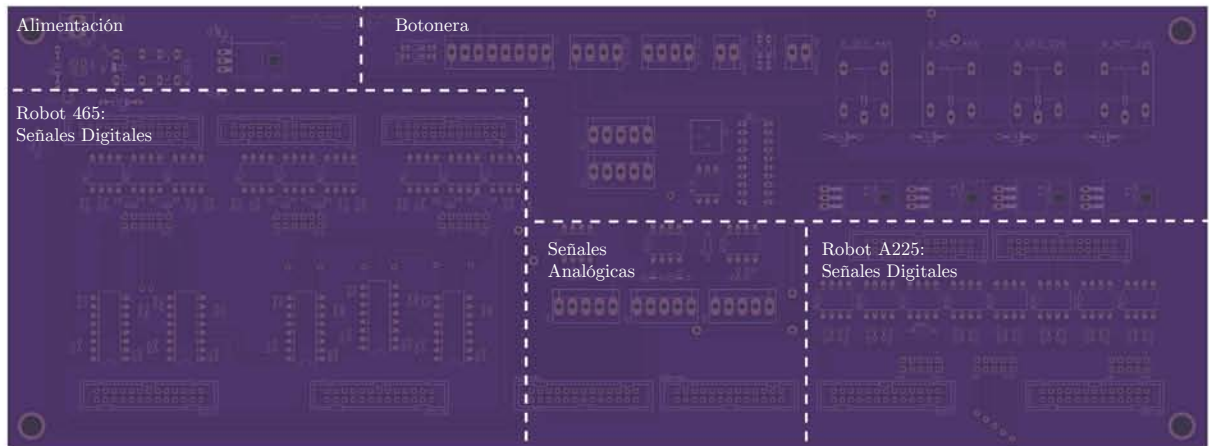 Alimentación
Botonera
Robot 465:
Señales Digitales
Señales
Analógicas
Robot A225:
Señales Digitales